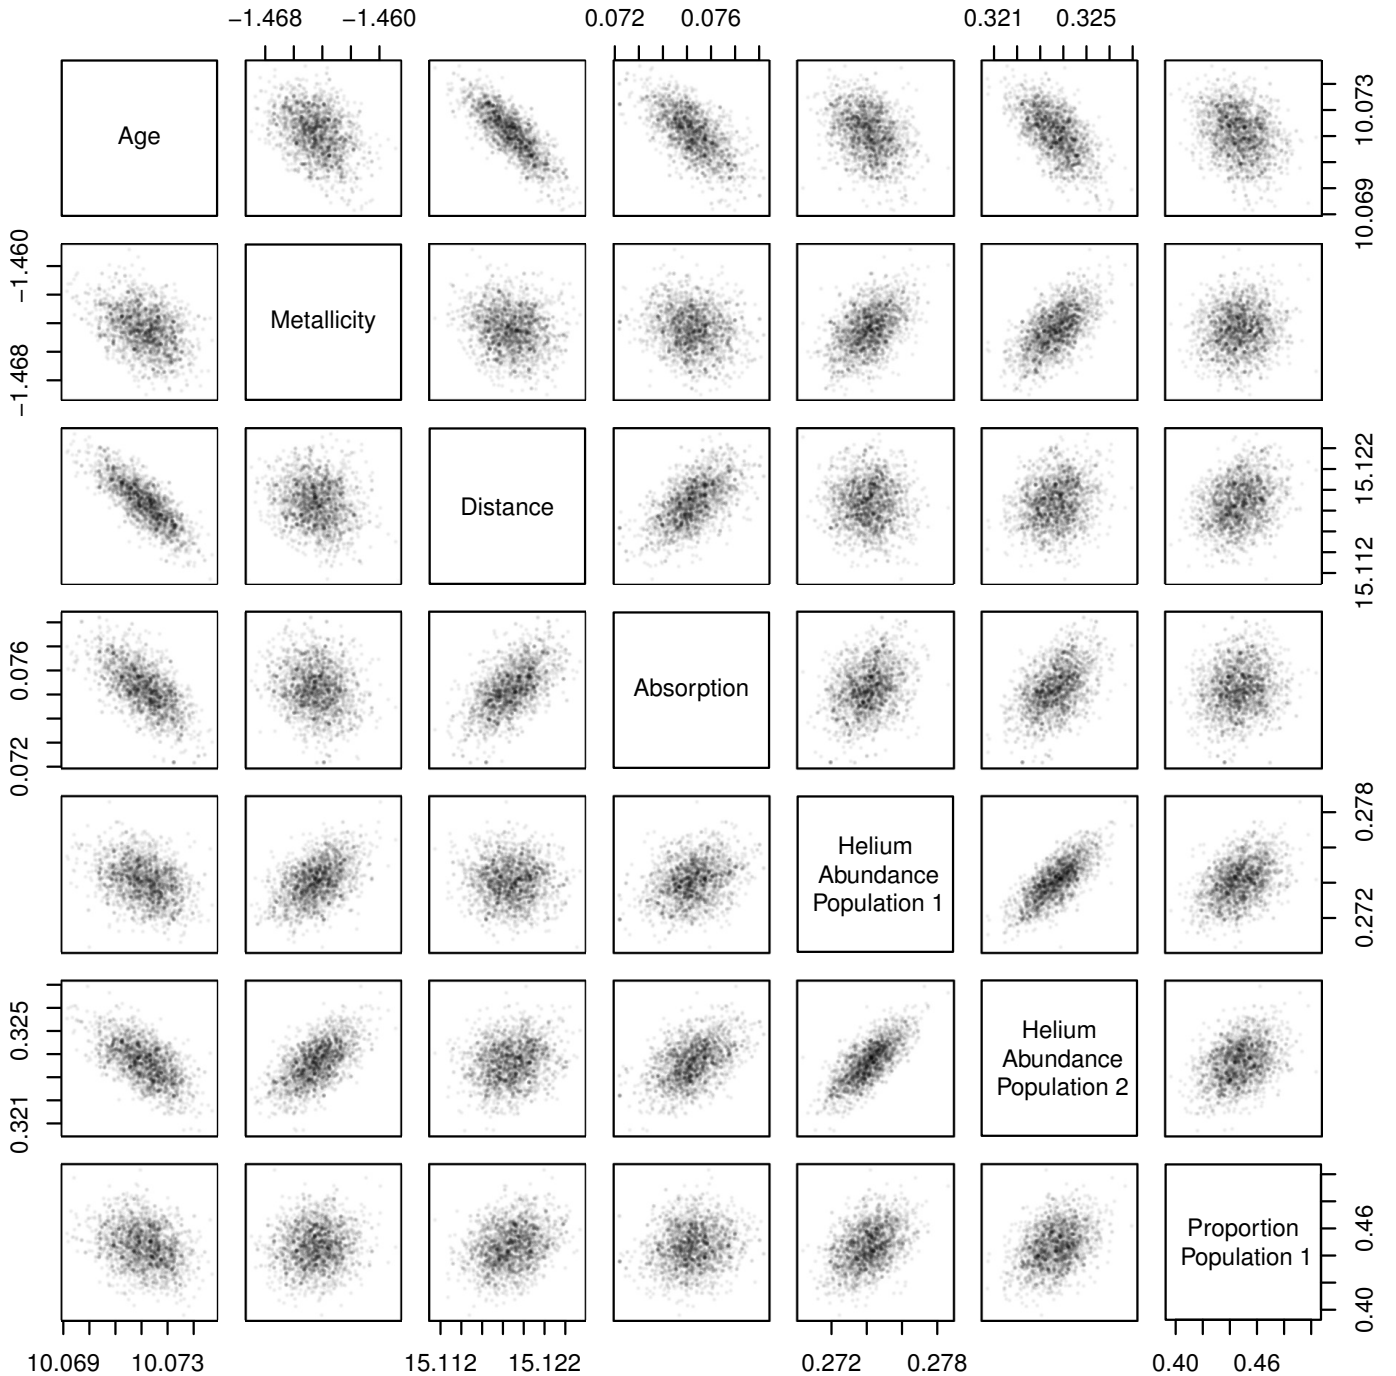 −1.468 −1.460 0.072 0.076 0.321 0.325
Age
10.073
10.069
−1.460
−1.468
Metallicity
Distance
15.122
15.112
0.076
0.072
Absorption
Helium
Abundance
Population 1
0.278
0.272
0.325
0.321
Helium
Abundance
Population 2
Proportion
Population 1
0.46
0.40
10.069 10.073 15.112 15.122 0.272 0.278 0.40 0.46